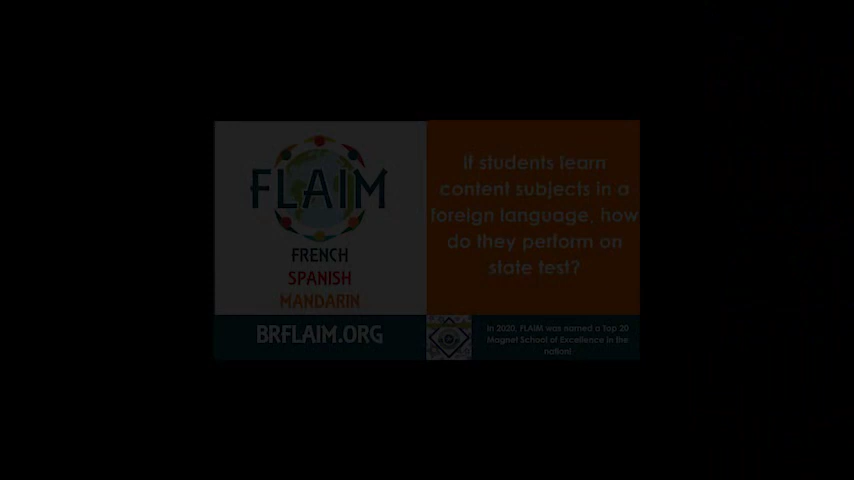 FLAIM
FRENCH
SPANISH
MANDARIN
BRFLAIM.ORG
If students learn
content subjects in a
foreign language, how
do they perform on
state test?
In 2020, FLAIM was named a Top 20
Magnet School of Excellence in the
nation!